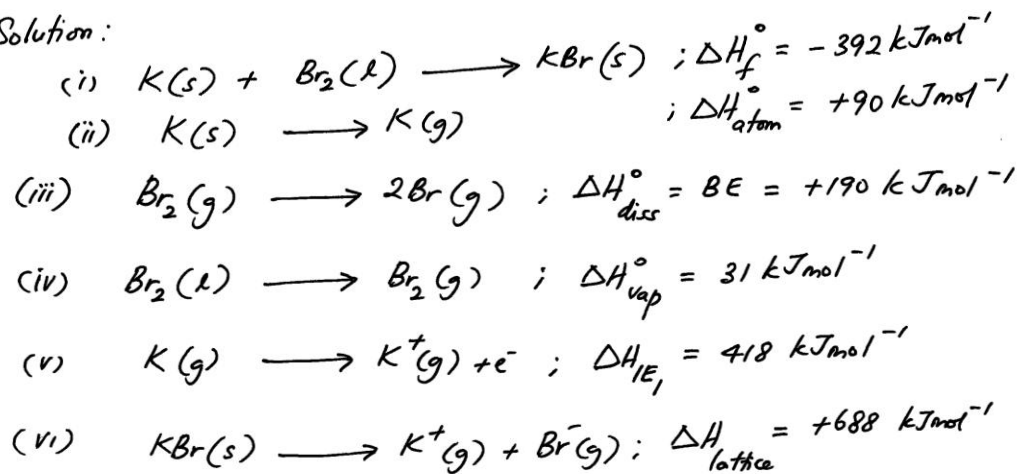 Solution:
(i) K(s) + Br₂(l) ⟶ KBr(s) ; ΔH°f = - 392 kJmol⁻¹
(ii) K(s) ⟶ K(g) ; ΔH°atom = +90 kJmol⁻¹
(iii) Br₂(g) ⟶ 2Br(g) ; ΔH°diss = BE = +190 kJmol⁻¹
(iv) Br₂(l) ⟶ Br₂(g) ; ΔH°vap = 31 kJmol⁻¹
(v) K(g) ⟶ K⁺(g) + e⁻ ; ΔH_IE₁ = 418 kJmol⁻¹
(vi) KBr(s) ⟶ K⁺(g) + Br⁻(g) ; ΔH_lattice = +688 kJmol⁻¹